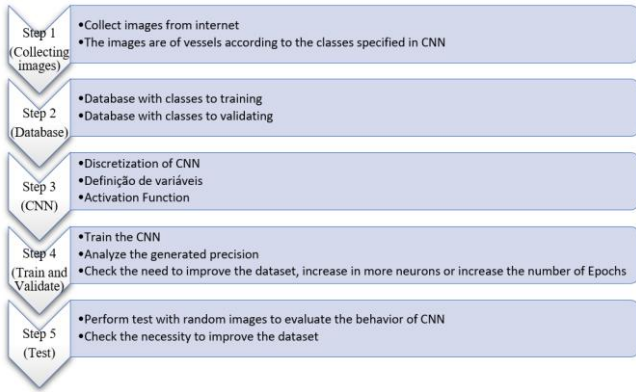 Step 1
(Collecting
images)
•Collect images from internet
•The images are of vessels according to the classes specified in CNN
Step 2
(Database)
•Database with classes to training
•Database with classes to validating
Step 3
(CNN)
•Discretization of CNN
•Definição de variáveis
•Activation Function
Step 4
(Train and
Validate)
•Train the CNN
•Analyze the generated precision
•Check the need to improve the dataset, increase in more neurons or increase the number of Epochs
Step 5
(Test)
•Perform test with random images to evaluate the behavior of CNN
•Check the necessity to improve the dataset